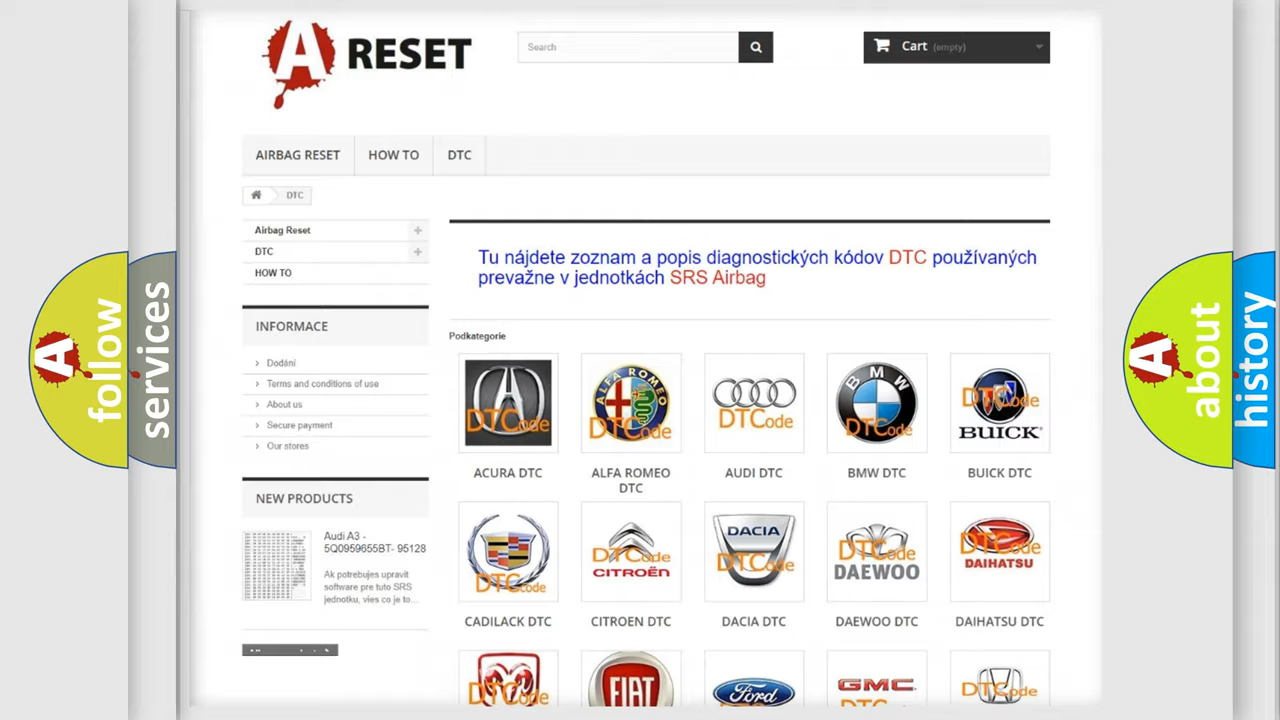 A RESET
Search
Cart (empty)
AIRBAG RESET
HOW TO
DTC
DTC
Airbag Reset
DTC
HOW TO
INFORMACE
Dodání
Terms and conditions of use
About us
Secure payment
Our stores
NEW PRODUCTS
Audi A3 -
5Q0959655BT- 95128
Ak potrebujes upravit
software pre tuto SRS
jednotku, vies co je to...
Tu nájdete zoznam a popis diagnostických kódov DTC používaných
prevažne v jednotkách SRS Airbag
Podkategorie
DTCode
ALFA ROMEO
DTCode
DTCode
BMW
DTCode
DTCode
BUICK
ACURA DTC
ALFA ROMEO
DTC
AUDI DTC
BMW DTC
BUICK DTC
DTCode
DTCode
CITROËN
DACIA
DTCode
DTCode
DAEWOO
DTCode
DAIHATSU
CADILACK DTC
CITROEN DTC
DACIA DTC
DAEWOO DTC
DAIHATSU DTC
DTCode
FIAT
Ford
GMC
DTCode
A follow
services
A about
history